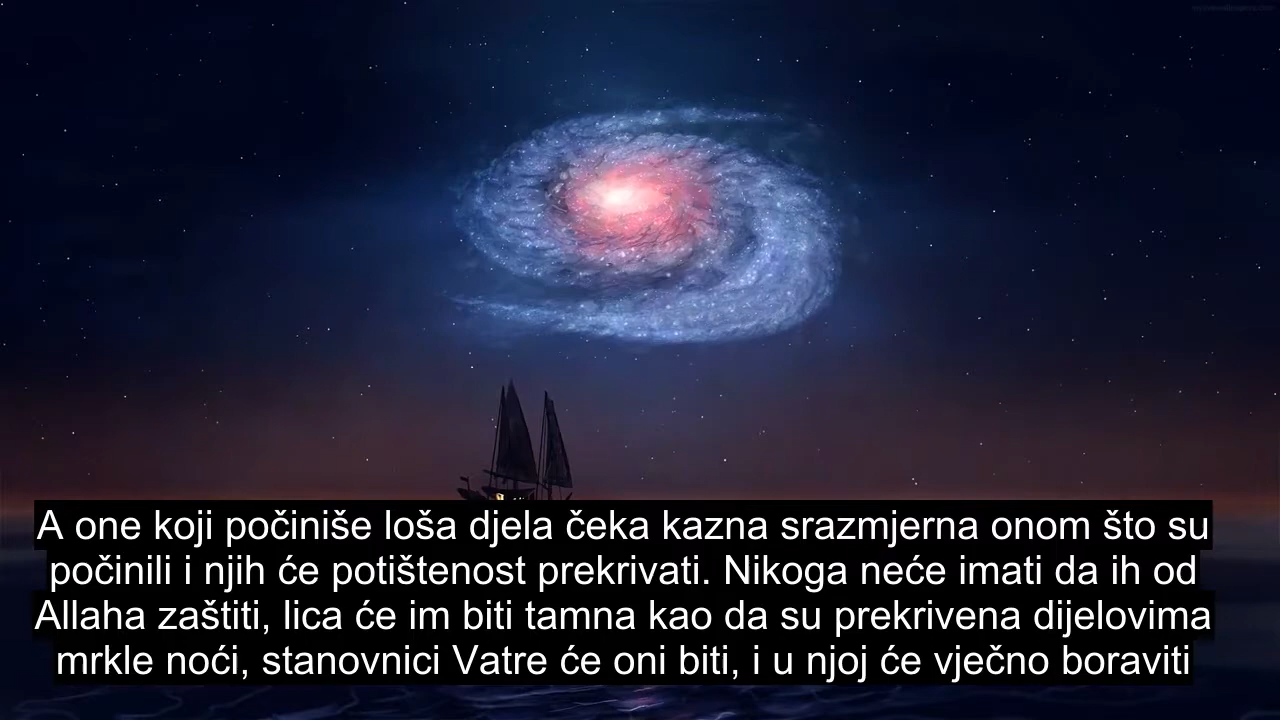 A one koji počiniše loša djela čeka kazna srazmjerna onom što su
počinili i njih će potištenost prekrivati. Nikoga neće imati da ih od
Allaha zaštiti, lica će im biti tamna kao da su prekrivena dijelovima
mrkle noći, stanovnici Vatre će oni biti, i u njoj će vječno boraviti